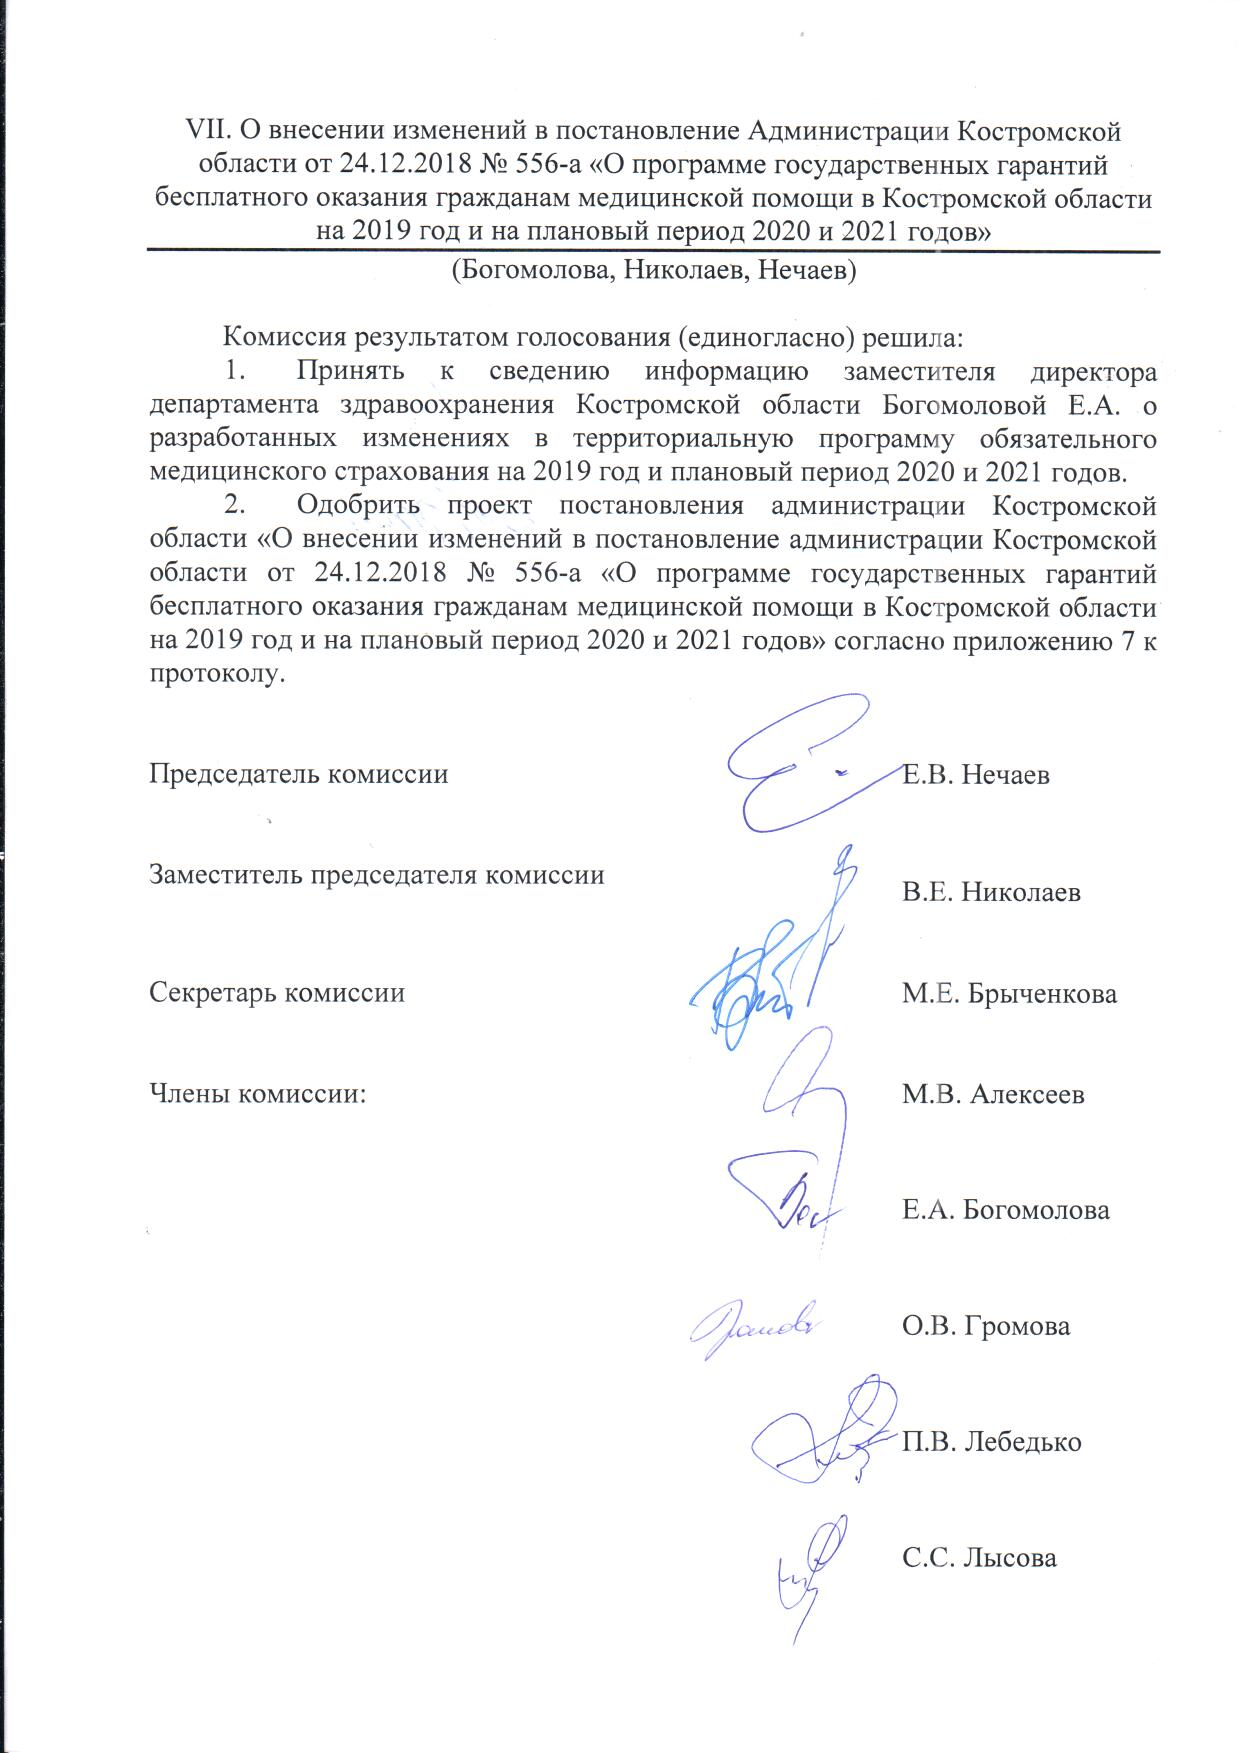 VII. О внесении изменений в постановление Администрации Костромской
области от 24.12.2018 № 556-а «О программе государственных гарантий
бесплатного оказания гражданам медицинской помощи в Костромской области
на 2019 год и на плановый период 2020 и 2021 годов»
(Богомолова, Николаев, Нечаев)
Комиссия результатом голосования (единогласно) решила:
1. Принять к сведению информацию заместителя директора
департамента здравоохранения Костромской области Богомоловой Е.А. о
разработанных изменениях в территориальную программу обязательного
медицинского страхования на 2019 год и плановый период 2020 и 2021 годов.
2. Одобрить проект постановления администрации Костромской
области «О внесении изменений в постановление администрации Костромской
области от 24.12.2018 № 556-а «О программе государственных гарантий
бесплатного оказания гражданам медицинской помощи в Костромской области
на 2019 год и на плановый период 2020 и 2021 годов» согласно приложению 7 к
протоколу.
Председатель комиссии Е.В. Нечаев
Заместитель председателя комиссии
В.Е. Николаев
Секретарь комиссии М.Е. Брыченкова
Члены комиссии: М.В. Алексеев
Е.А. Богомолова
О.В. Громова
П.В. Лебедько
С.С. Лысова